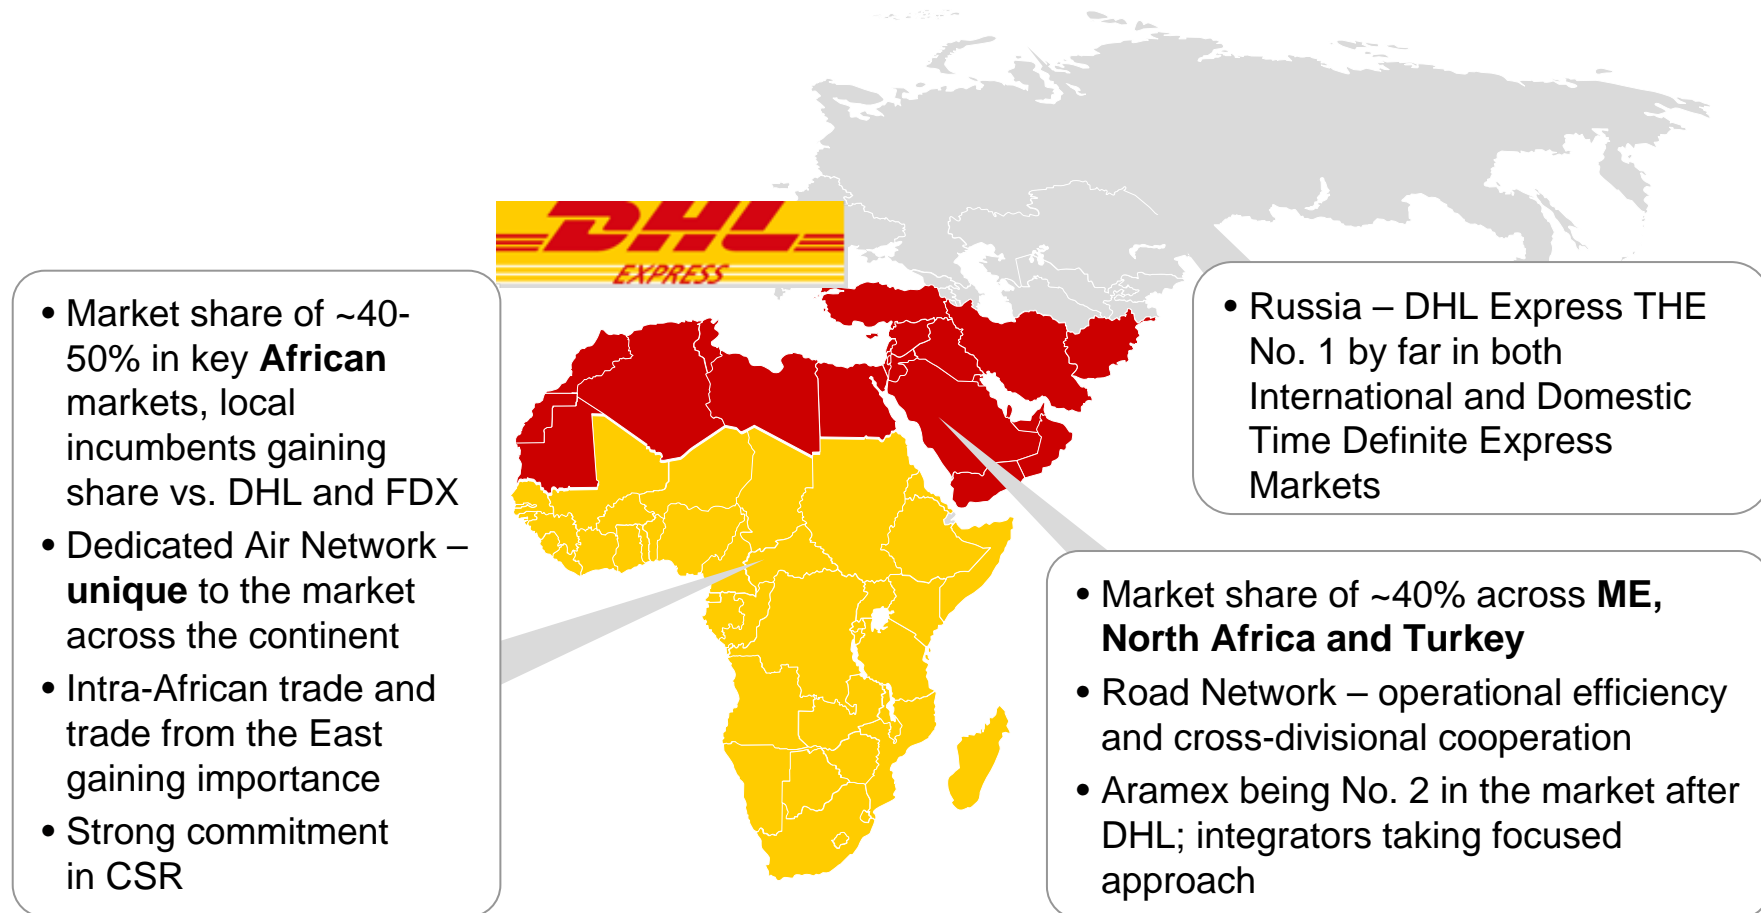 DHL
EXPRESS
• Market share of ~40-
50% in key African
markets, local
incumbents gaining
share vs. DHL and FDX
• Dedicated Air Network –
unique to the market
across the continent
• Intra-African trade and
trade from the East
gaining importance
• Strong commitment
in CSR
• Russia – DHL Express THE
No. 1 by far in both
International and Domestic
Time Definite Express
Markets
• Market share of ~40% across ME,
North Africa and Turkey
• Road Network – operational efficiency
and cross-divisional cooperation
• Aramex being No. 2 in the market after
DHL; integrators taking focused
approach